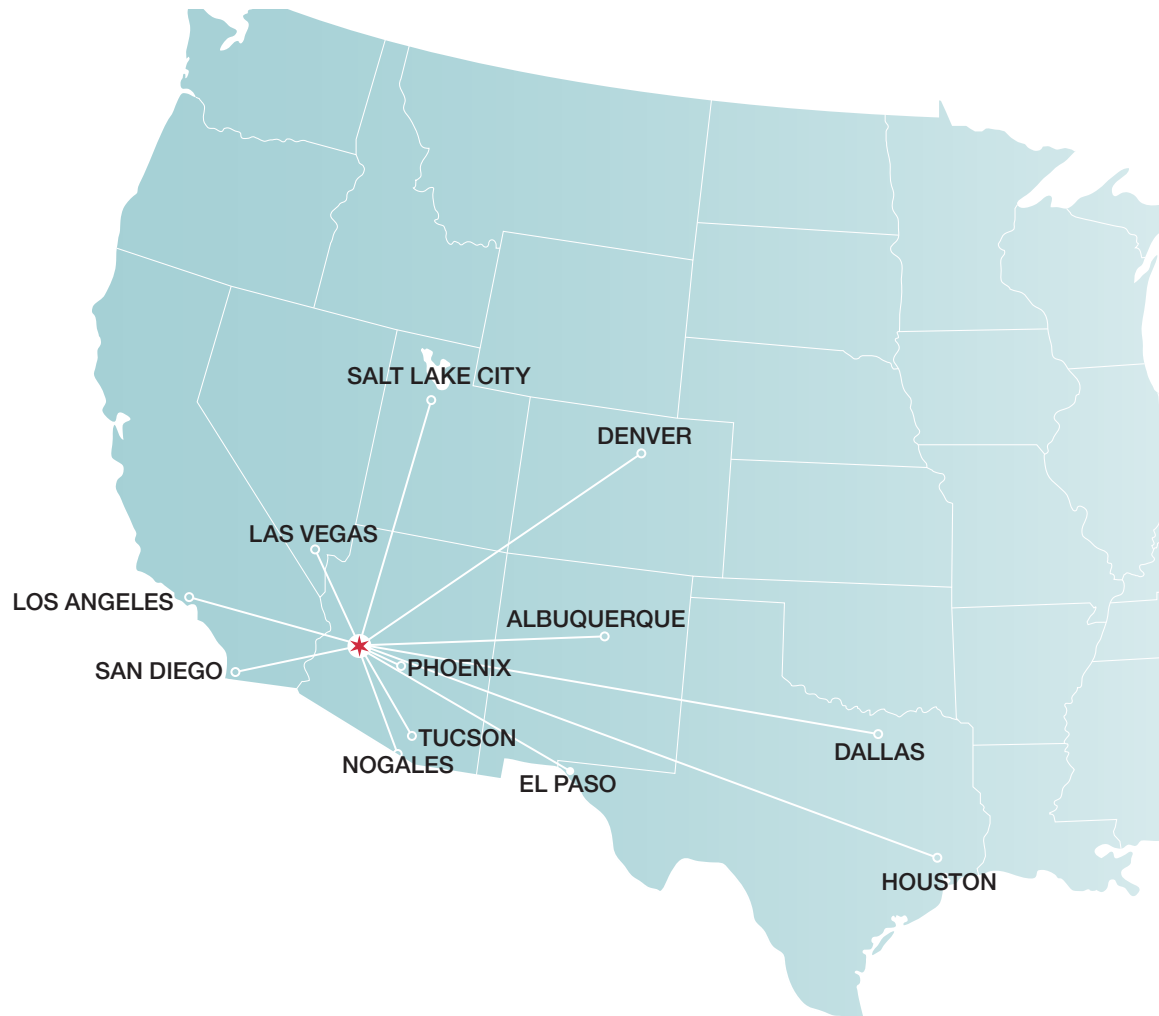 SALT LAKE CITY
DENVER
LAS VEGAS
LOS ANGELES
ALBUQUERQUE
SAN DIEGO
PHOENIX
TUCSON
NOGALES
DALLAS
EL PASO
HOUSTON